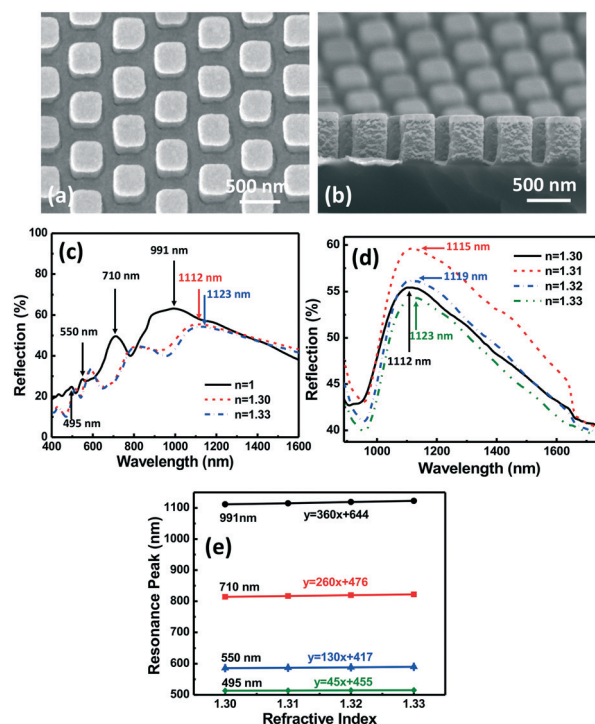 (a)
500 nm
(b)
500 nm
(c)
991 nm
710 nm
1112 nm
1123 nm
550 nm
495 nm
n=1
n=1.30
n=1.33
Reflection (%)
100
80
60
40
20
0
400 600 800 1000 1200 1400 1600
Wavelength (nm)
(d)
1115 nm
1119 nm
1123 nm
1112 nm
n=1.30
n=1.31
n=1.32
n=1.33
Reflection (%)
60
55
50
45
40
1000 1200 1400 1600
Wavelength (nm)
(e)
991nm
y=360x+644
710 nm
y=260x+476
550 nm
y=130x+417
495 nm
y=45x+455
Resonance Peak (nm)
1100
1000
900
800
700
600
500
1.30 1.31 1.32 1.33
Refractive Index